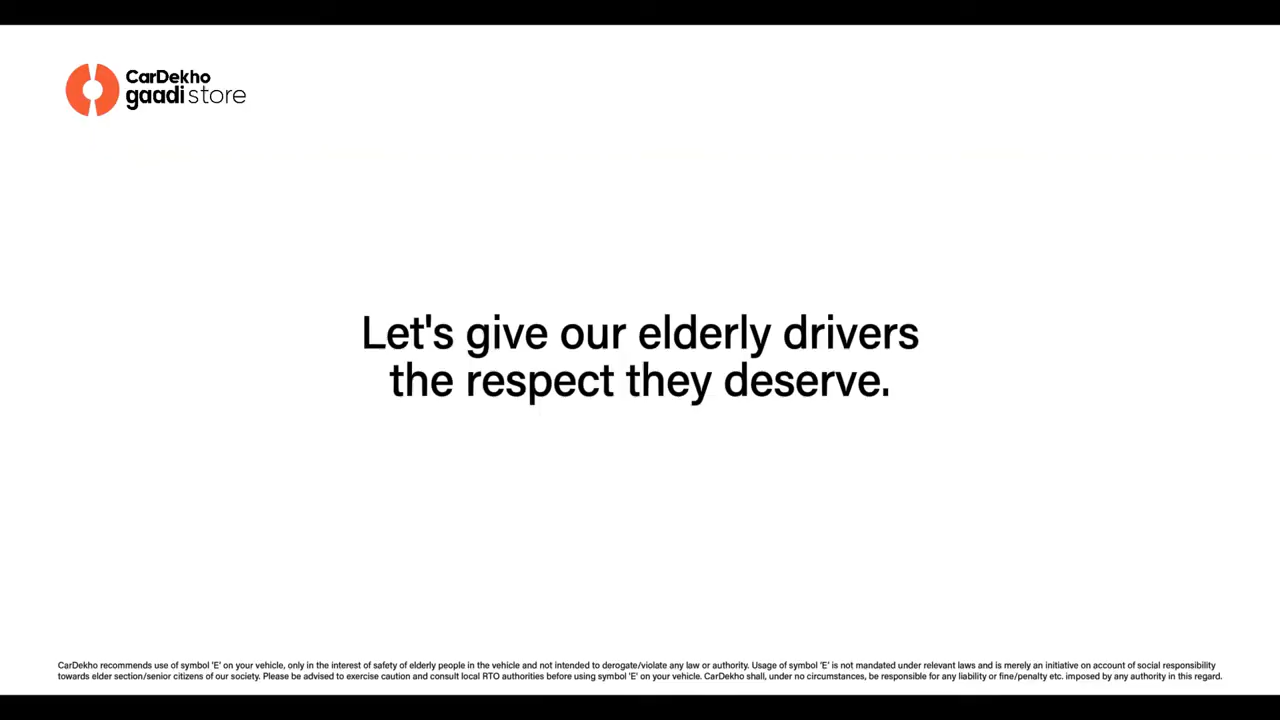 CarDekho
gaadi store
Let's give our elderly drivers
the respect they deserve.
CarDekho recommends use of symbol 'E' on your vehicle, only in the interest of safety of elderly people in the vehicle and not intended to derogate/violate any law or authority. Usage of symbol 'E' is not mandated under relevant laws and is merely an initiative on account of social responsibility
towards elder section/senior citizens of our society. Please be advised to exercise caution and consult local RTO authorities before using symbol 'E' on your vehicle. CarDekho shall, under no circumstances, be responsible for any liability or fine/penalty etc. imposed by any authority in this regard.